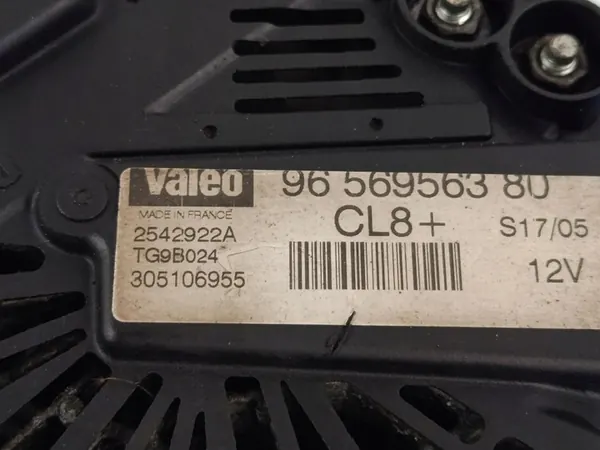 Valeo 96 569563 80
MADE IN FRANCE CL8+ S17/05
2542922A
TG9B024
305106955 12V